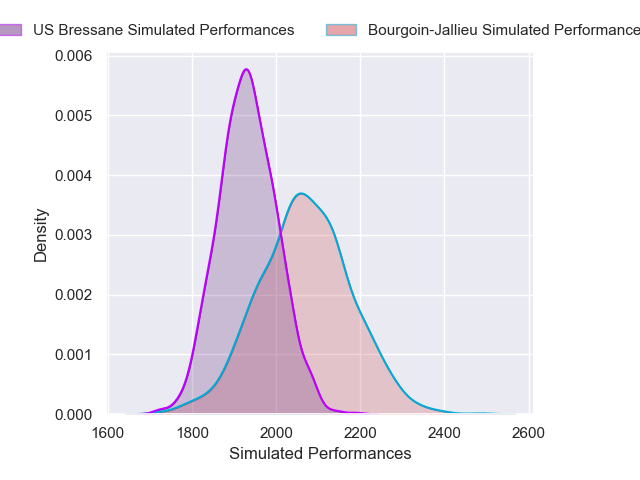 US Bressane Simulated Performances
Bourgoin-Jallieu Simulated Performance
0.006
0.005
0.004
0.003
0.002
0.001
0.000
Density
1600 1800 2000 2200 2400 2600
Simulated Performances